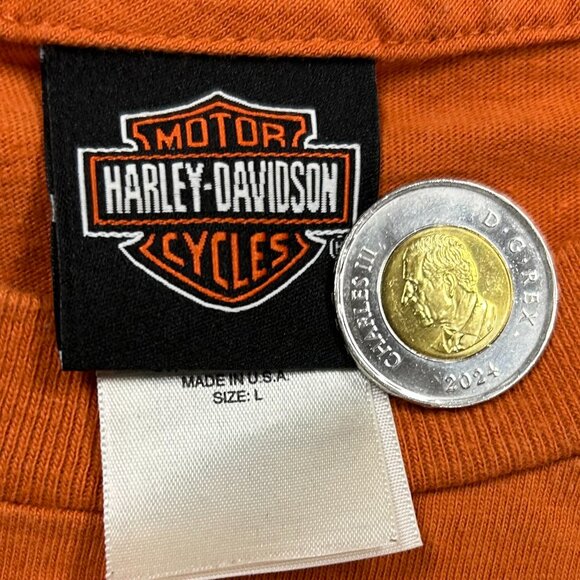 MOTOR
HARLEY-DAVIDSON
CYCLES
®
MADE IN U.S.A.
SIZE: L
CHARLES III
D·G·REX
2024